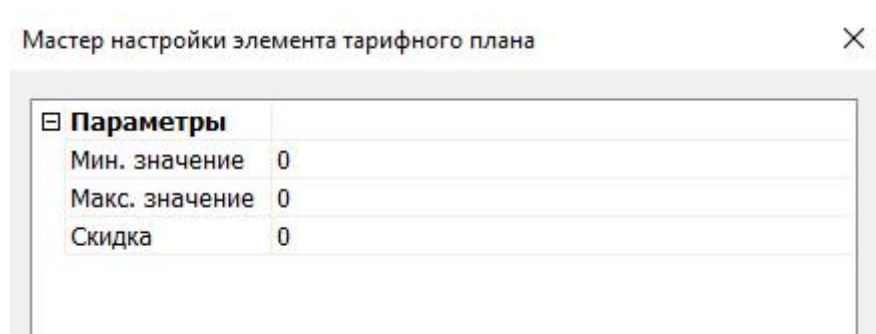 Мастер настройки элемента тарифного плана
Параметры
Мин. значение 0
Макс. значение 0
Скидка 0